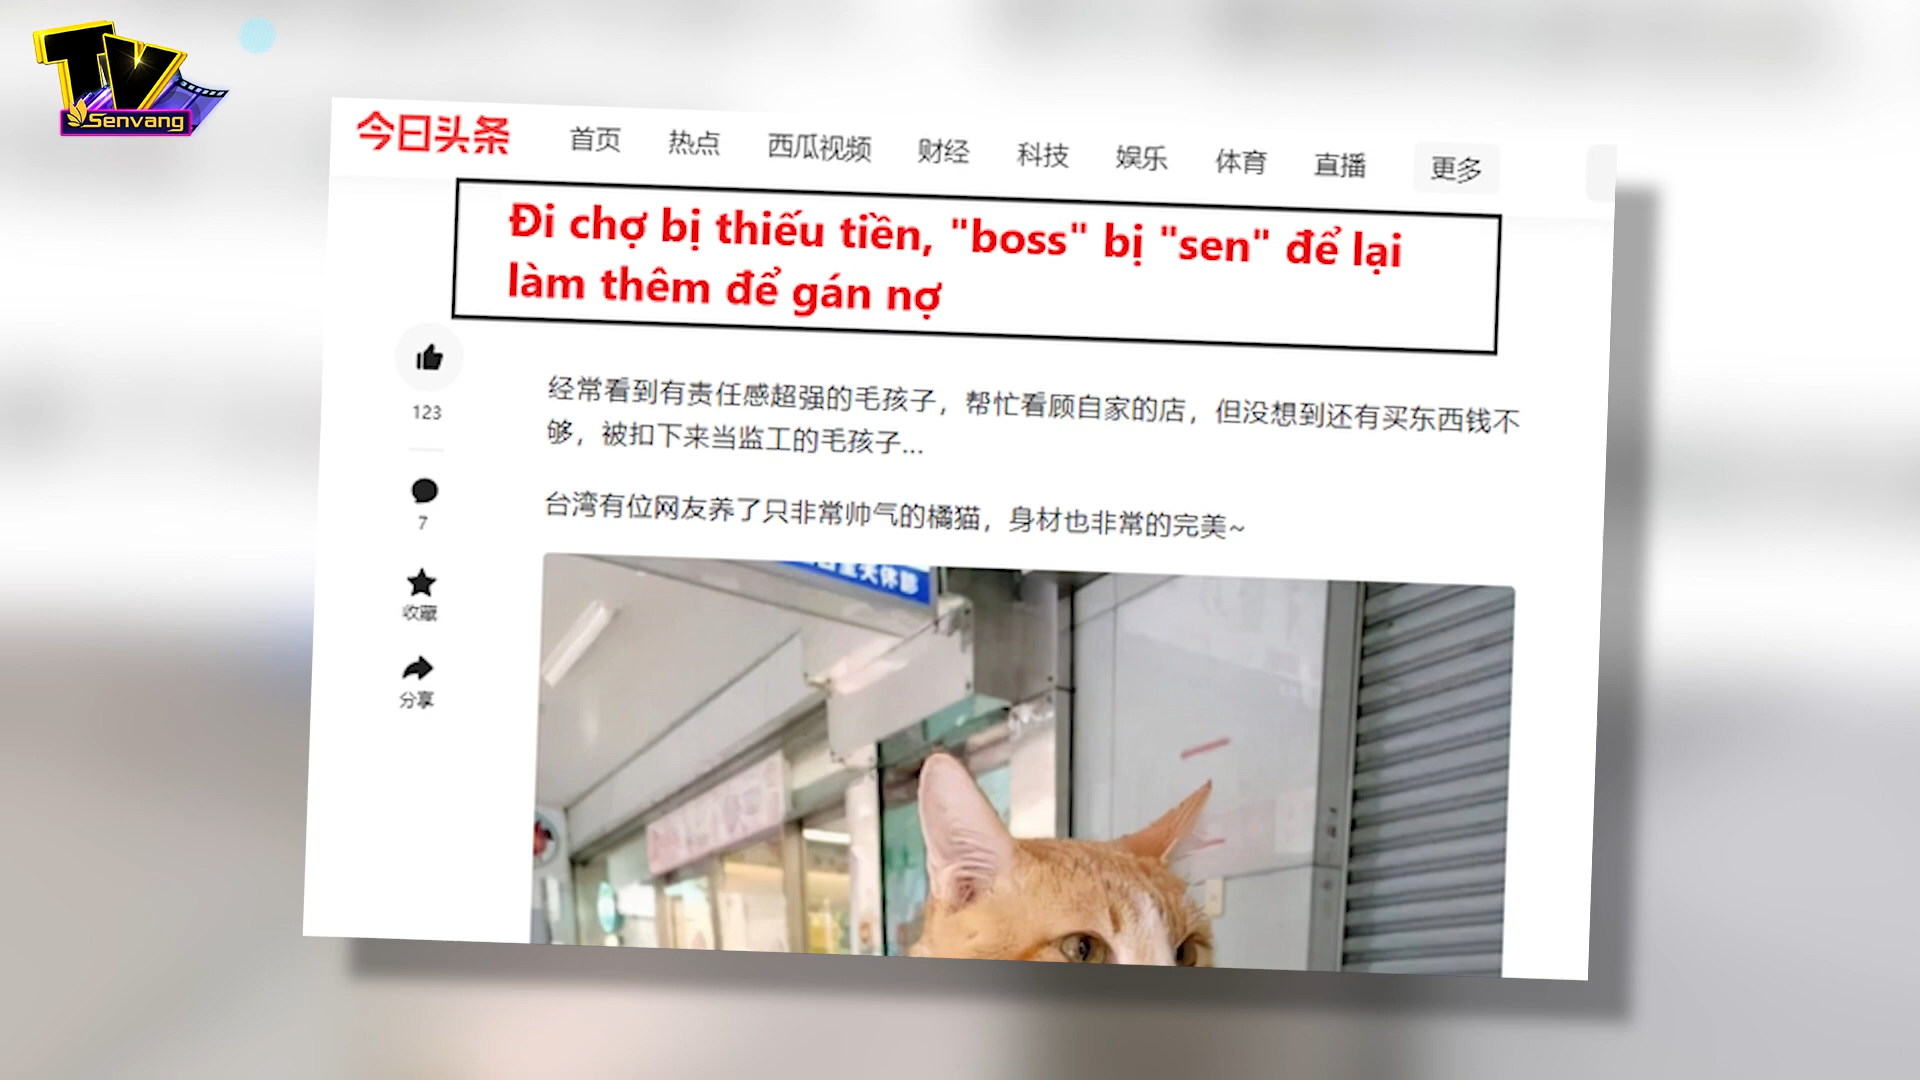 TV
Senvang
今日头条 首页 热点 西瓜视频 财经 科技 娱乐 体育 直播 更多
Đi chợ bị thiếu tiền, "boss" bị "sen" để lại
làm thêm để gán nợ
123
7
收藏
分享
经常看到有责任感超强的毛孩子，帮忙看顾自家的店，但没想到还有买东西钱不
够，被扣下来当监工的毛孩子...
台湾有位网友养了只非常帅气的橘猫，身材也非常的完美~
天休診